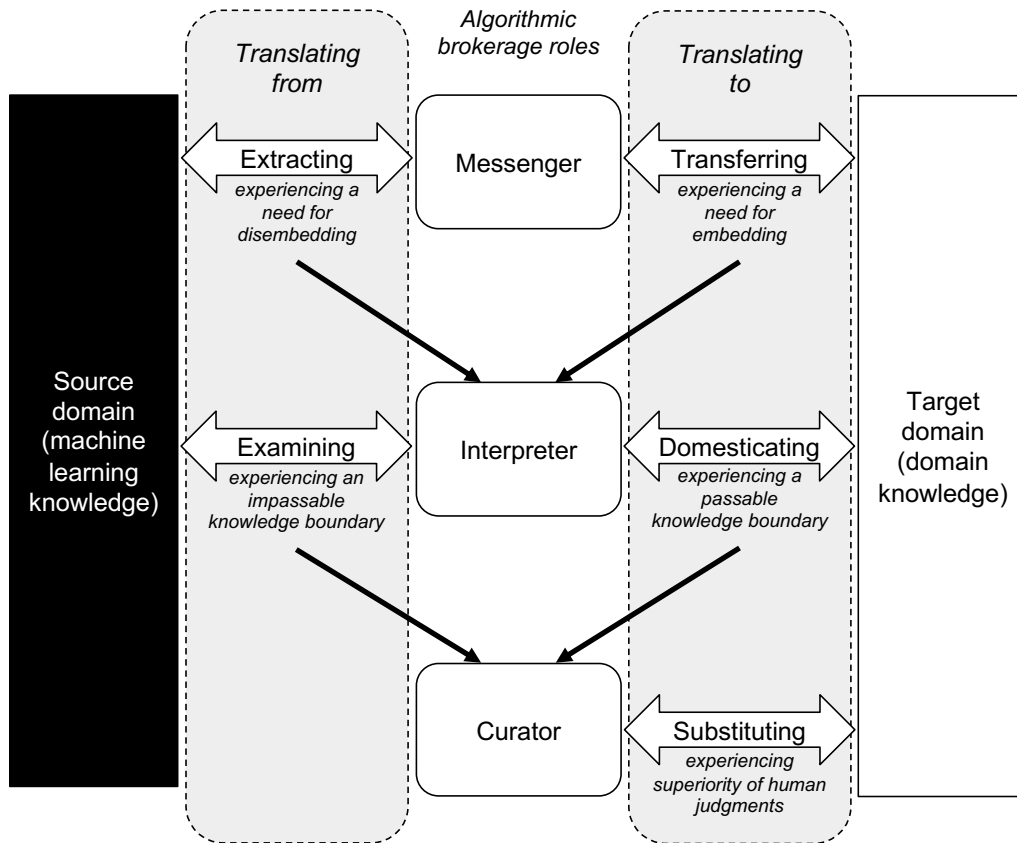 Algorithmic
brokerage roles
Translating
from
Translating
to
Extracting
experiencing a
need for
disembedding
Messenger
Transferring
experiencing a
need for
embedding
Source
domain
(machine
learning
knowledge)
Examining
experiencing an
impassable
knowledge boundary
Interpreter
Domesticating
experiencing a
passable
knowledge boundary
Target
domain
(domain
knowledge)
Curator
Substituting
experiencing
superiority of human
judgments